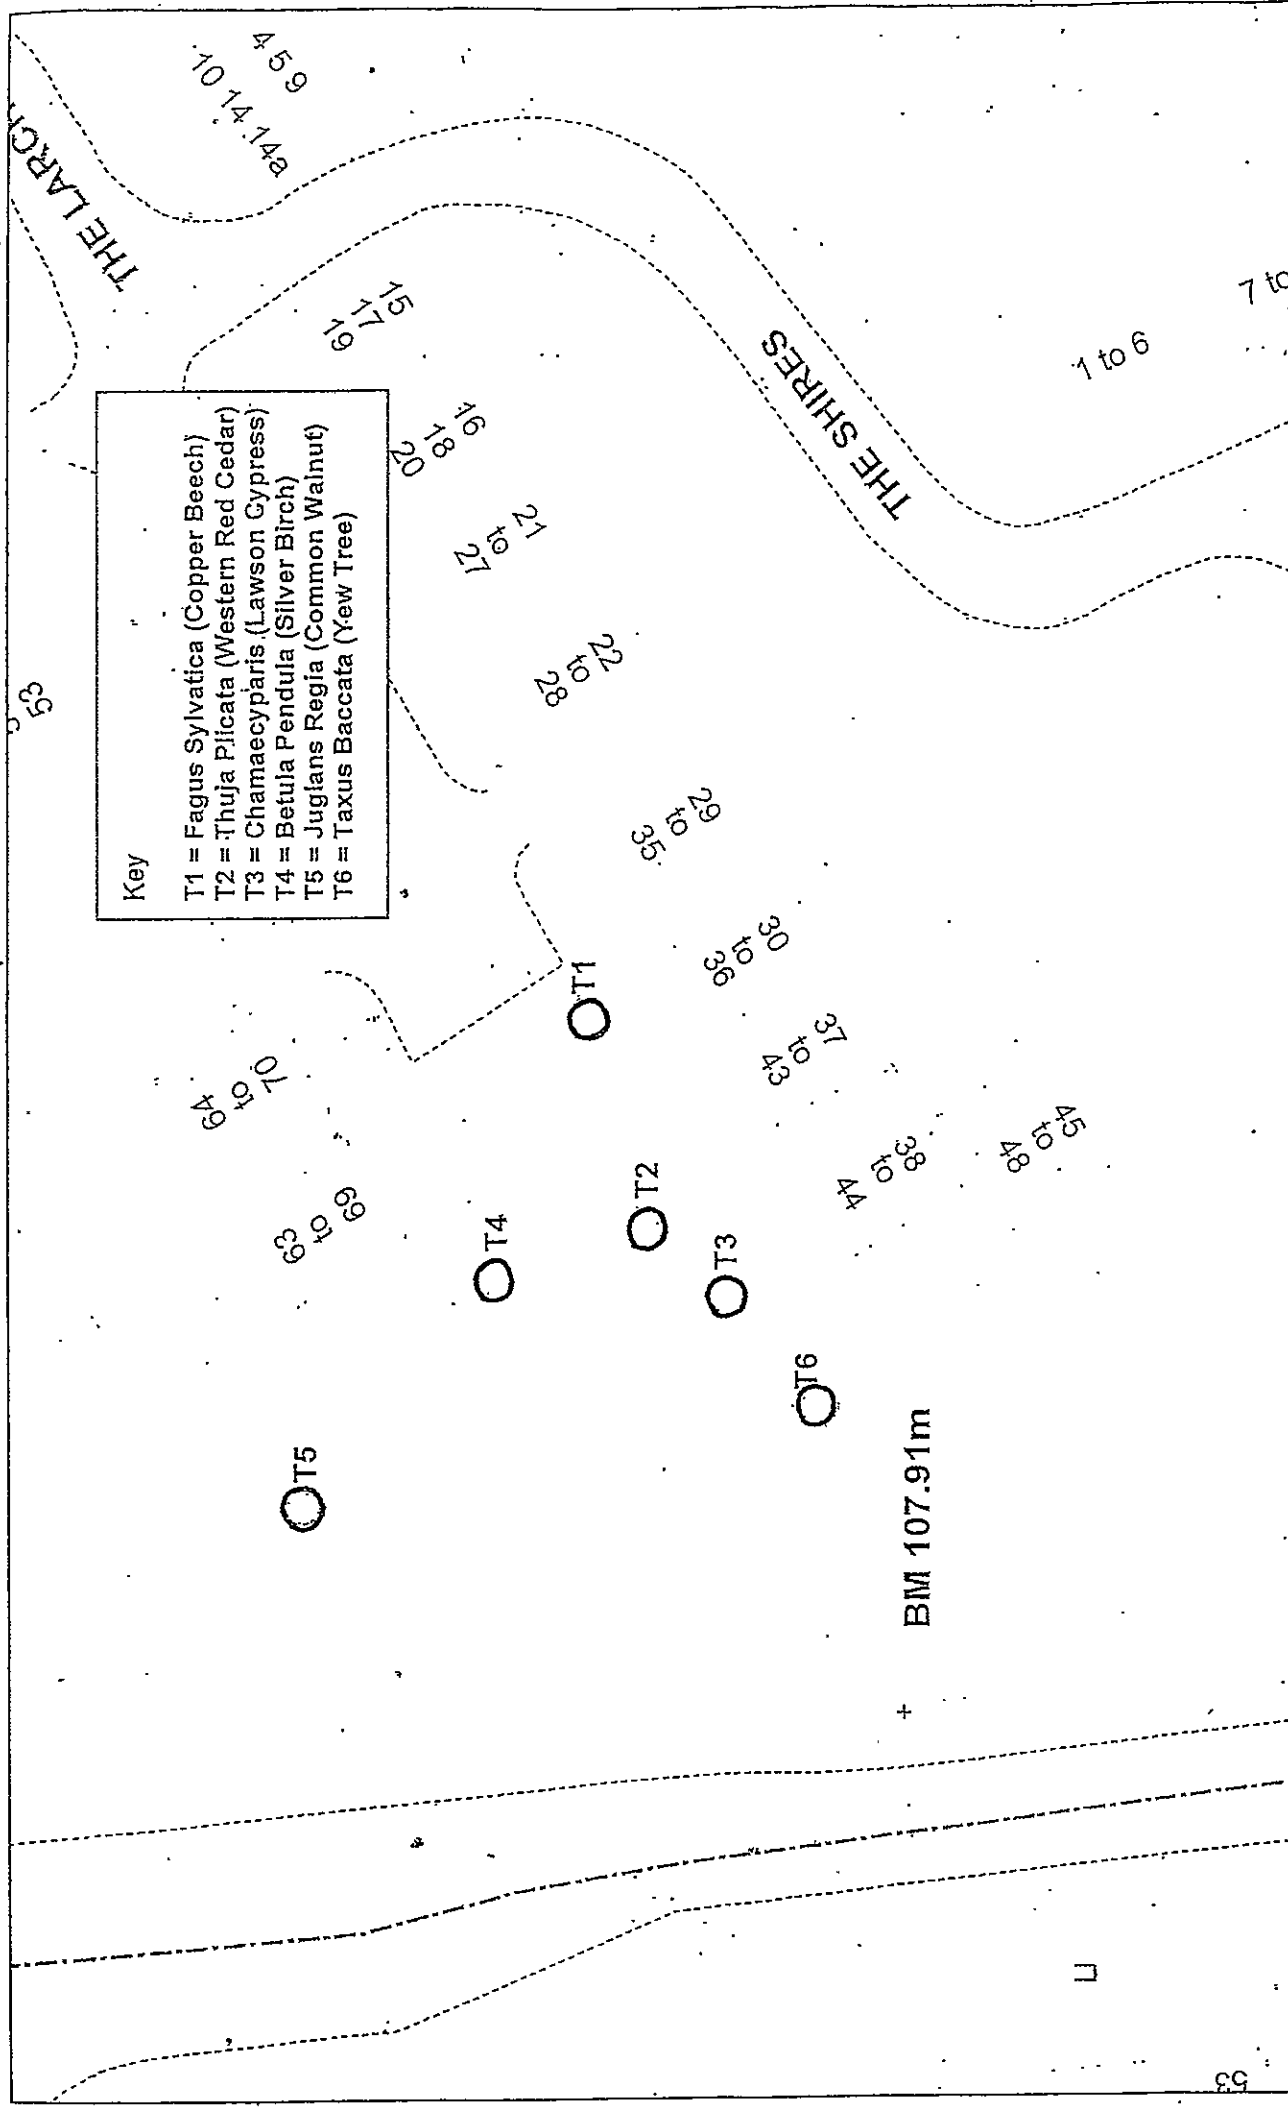 THE LARCH
4 5 9
10 14 14a
15
17
19
16
18
20
21
to
27
22
to
28
THE SHIRES
1 to 6
7 to
53
Key
T1 = Fagus Sylvatica (Copper Beech)
T2 = Thuja Plicata (Western Red Cedar)
T3 = Chamaecyparis (Lawson Cypress)
T4 = Betula Pendula (Silver Birch)
T5 = Juglans Regia (Common Walnut)
T6 = Taxus Baccata (Yew Tree)
35
to
29
36
to
30
43
to
37
44
to
38
48
to
45
64
to
70
63
to
69
T1
T2
T3
T4
T5
T6
BM 107.91m
53